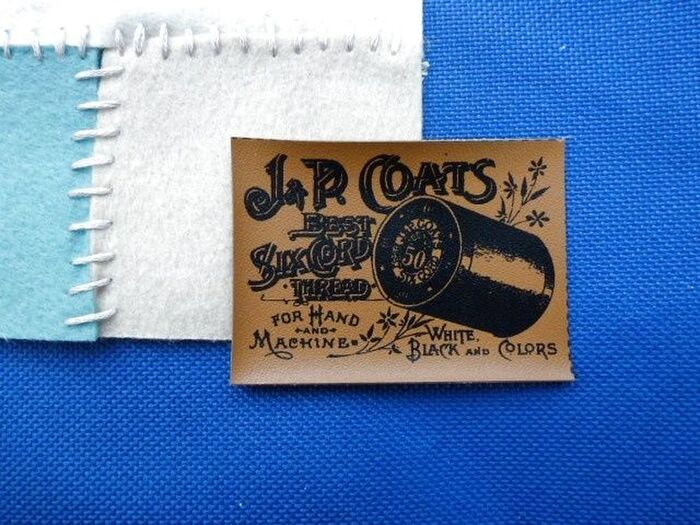 J & P. COATS
BEST
SIX CORD
THREAD
50
FOR HAND
AND
MACHINE
WHITE,
BLACK AND COLORS